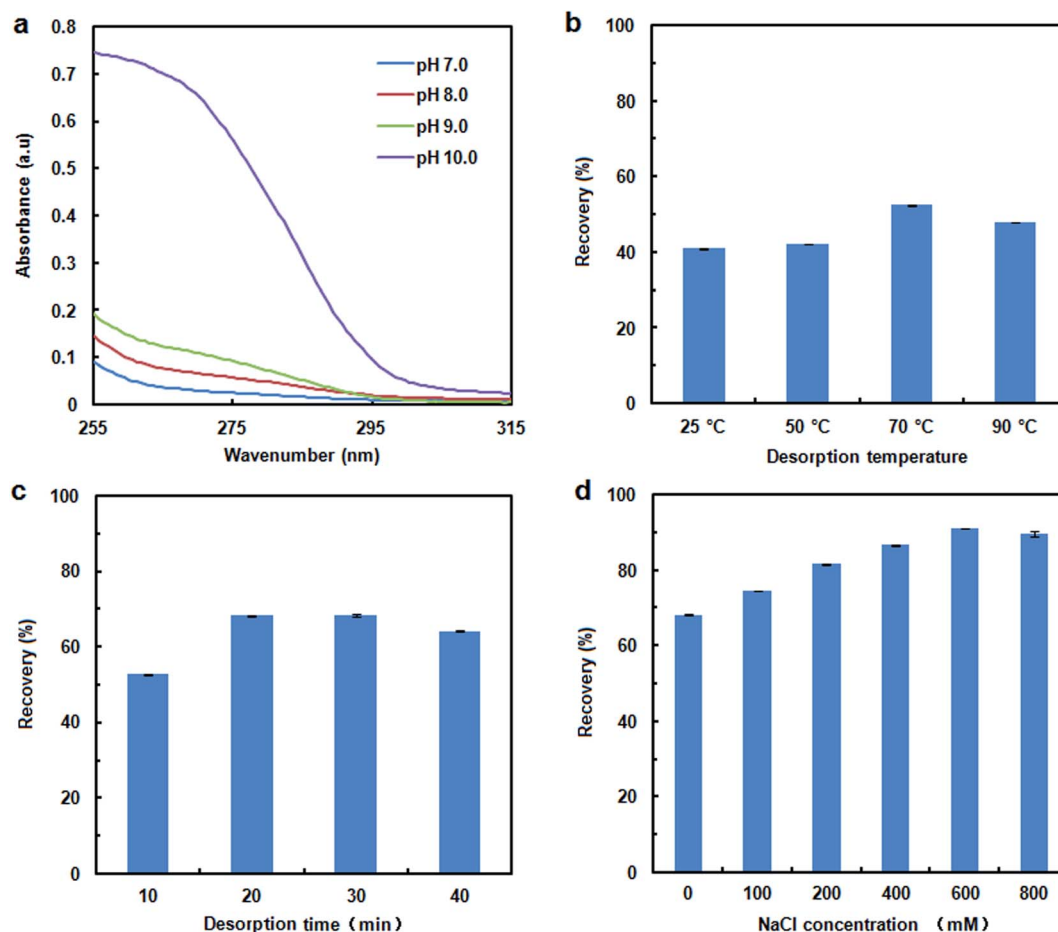 a
0.8
0.7
0.6
0.5
0.4
0.3
0.2
0.1
0
Absorbance (a.u)
pH 7.0
pH 8.0
pH 9.0
pH 10.0
255
275
295
315
Wavenumber (nm)
b
100
80
60
40
20
0
Recovery (%)
25 °C
50 °C
70 °C
90 °C
Desorption temperature
c
100
80
60
40
20
0
Recovery (%)
10
20
30
40
Desorption time (min)
d
100
80
60
40
20
0
Recovery (%)
0
100
200
400
600
800
NaCl concentration (mM)